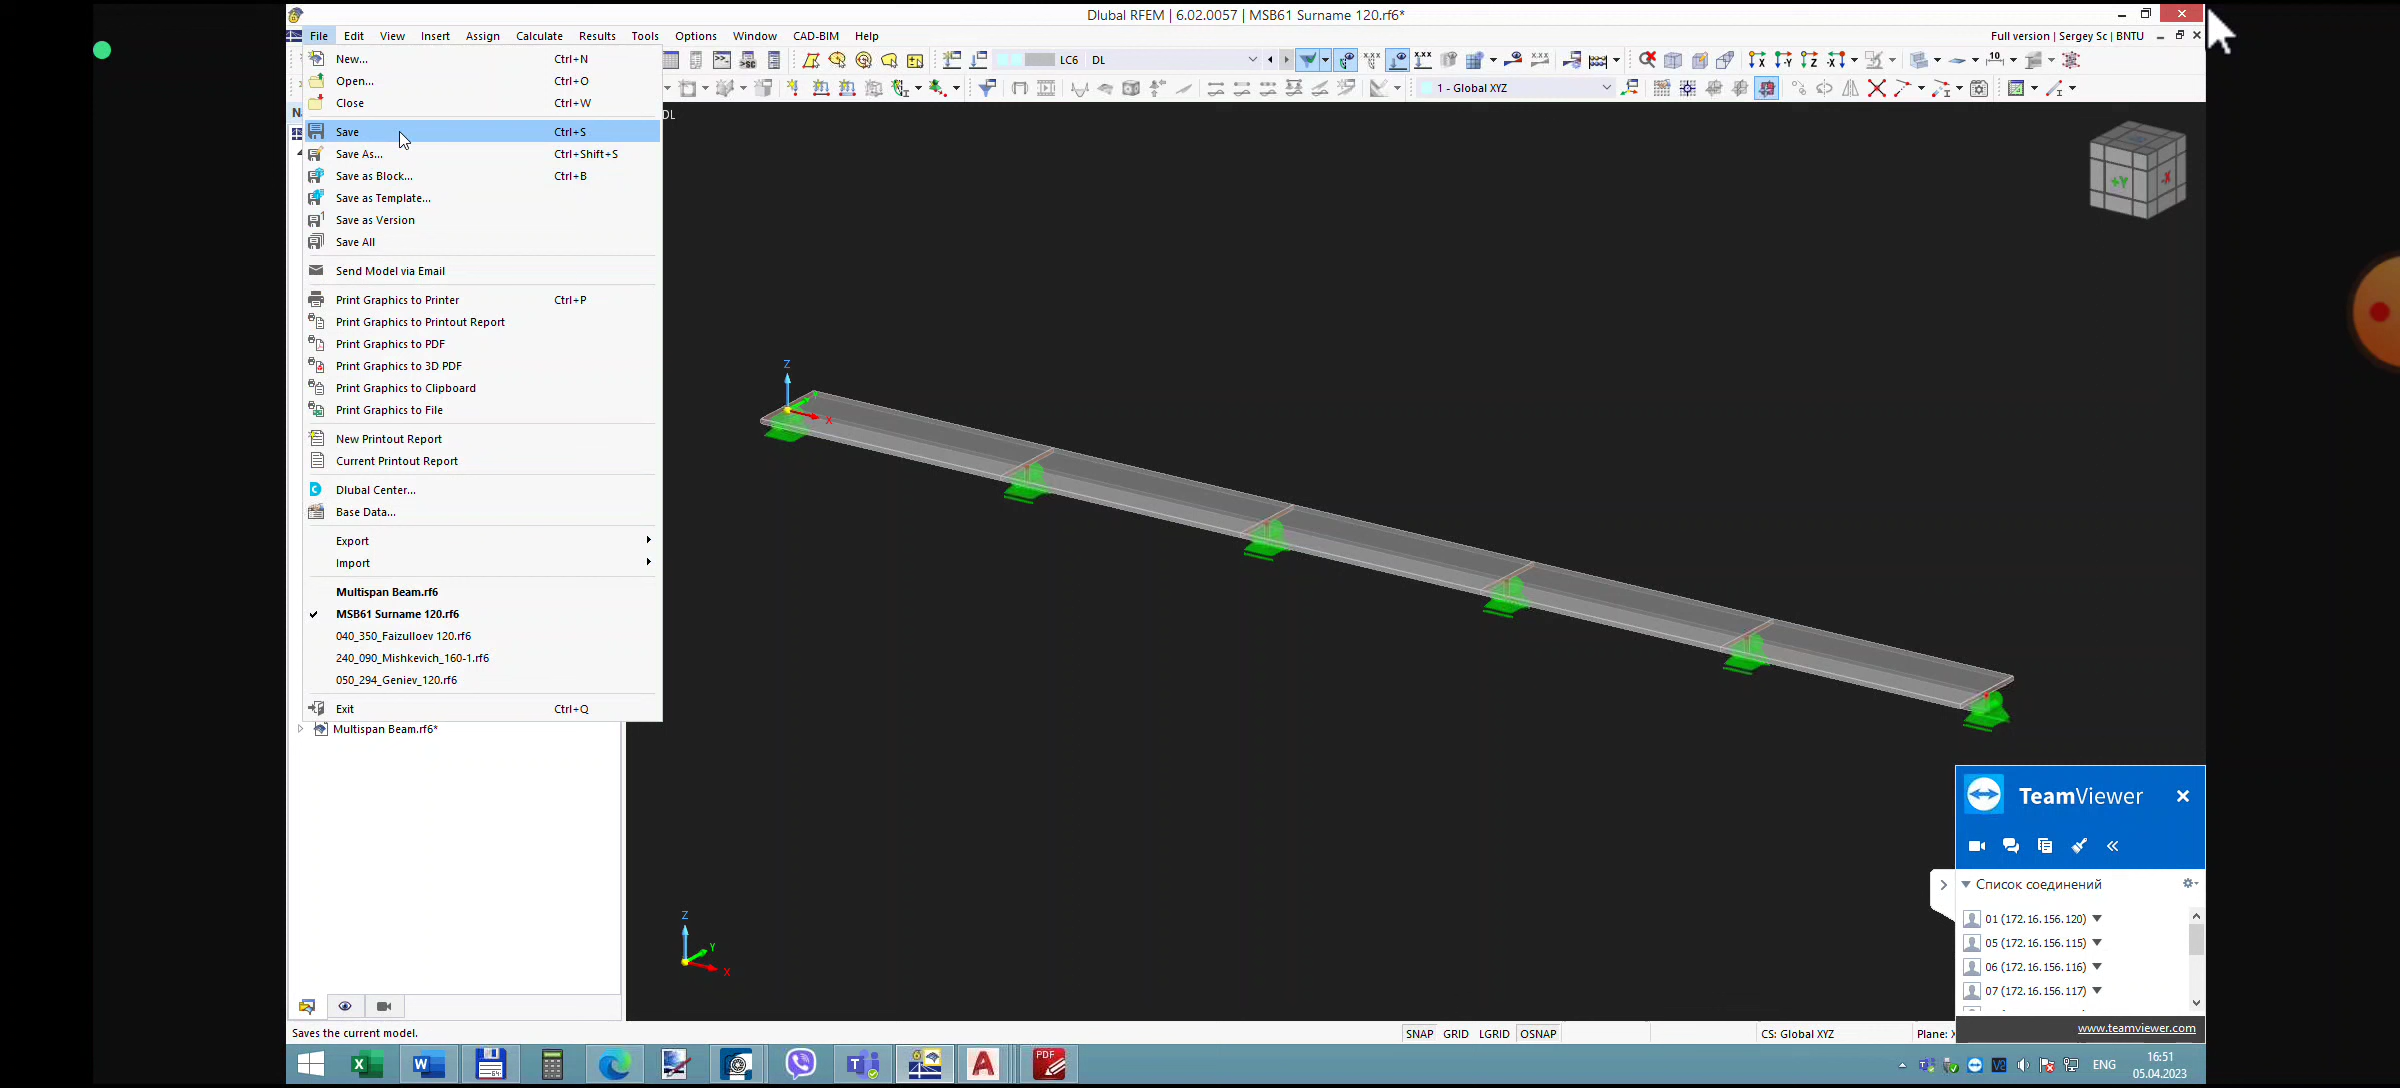 Dlubal RFEM | 6.02.0057 | MSB61 Surname 120.rf6*
File Edit View Insert Assign Calculate Results Tools Options Window CAD-BIM Help
Full version | Sergey Sc | BNTU
New... Ctrl+N
Open... Ctrl+O
Close Ctrl+W
Save Ctrl+S
Save As... Ctrl+Shift+S
Save as Block... Ctrl+B
Save as Template...
Save as Version
Save All
Send Model via Email
Print Graphics to Printer Ctrl+P
Print Graphics to Printout Report
Print Graphics to PDF
Print Graphics to 3D PDF
Print Graphics to Clipboard
Print Graphics to File
New Printout Report
Current Printout Report
Dlubal Center...
Base Data...
Export
Import
Multispan Beam.rf6
MSB61 Surname 120.rf6
040_350_Faizulloev 120.rf6
240_090_Mishkevich_160-1.rf6
050_294_Geniev_120.rf6
Exit Ctrl+Q
Multispan Beam.rf6*
LC6 DL
1 - Global XYZ
DL
+Y -X
Z
Y
X
Z
Y
X
TeamViewer
Список соединений
01 (172.16.156.120)
05 (172.16.156.115)
06 (172.16.156.116)
07 (172.16.156.117)
www.teamviewer.com
Saves the current model.
SNAP GRID LGRID OSNAP
CS: Global XYZ
Plane:
ENG
16:51
05.04.2023